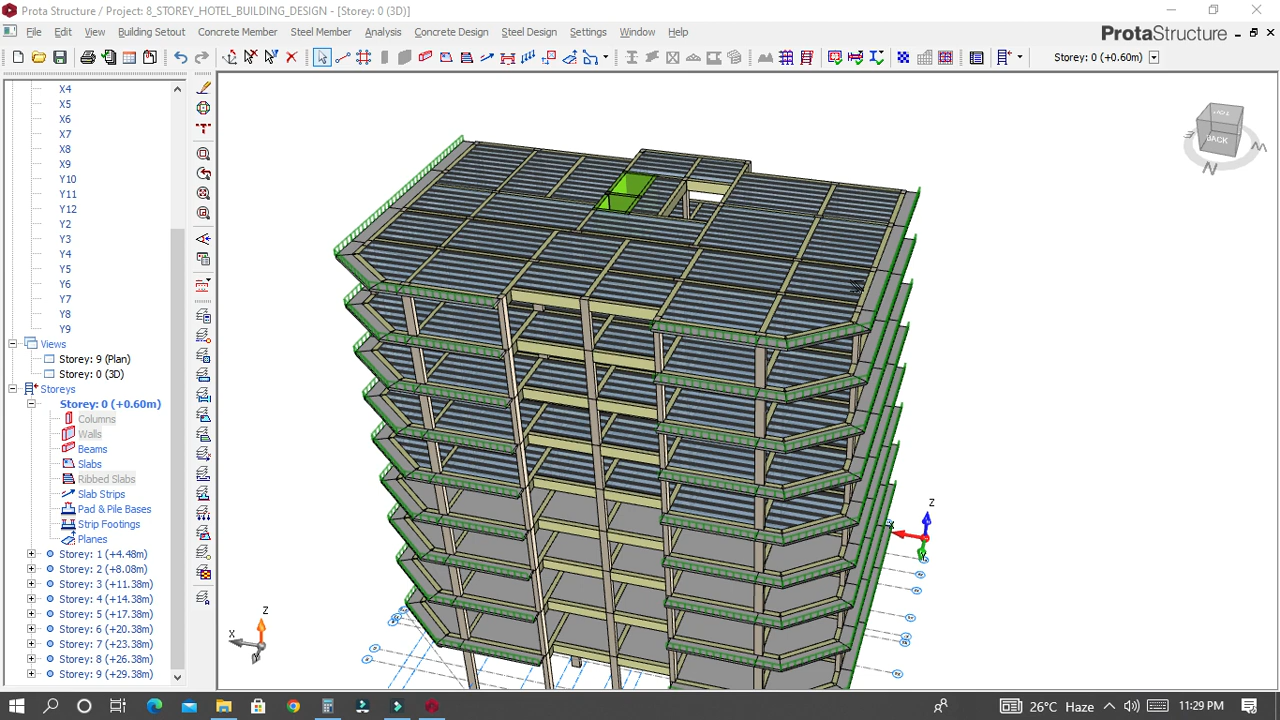 Prota Structure / Project: 8_STOREY_HOTEL_BUILDING_DESIGN - [Storey: 0 (3D)]
File Edit View Building Setout Concrete Member Steel Member Analysis Concrete Design Steel Design Settings Window Help
ProtaStructure
Storey: 0 (+0.60m)
X4
X5
X6
X7
X8
X9
Y10
Y11
Y12
Y2
Y3
Y4
Y5
Y6
Y7
Y8
Y9
Views
Storey: 9 (Plan)
Storey: 0 (3D)
Storeys
Storey: 0 (+0.60m)
Columns
Walls
Beams
Slabs
Ribbed Slabs
Slab Strips
Pad & Pile Bases
Strip Footings
Planes
Storey: 1 (+4.48m)
Storey: 2 (+8.08m)
Storey: 3 (+11.38m)
Storey: 4 (+14.38m)
Storey: 5 (+17.38m)
Storey: 6 (+20.38m)
Storey: 7 (+23.38m)
Storey: 8 (+26.38m)
Storey: 9 (+29.38m)
BACK
N
Z
X
Z
26°C Haze
11:29 PM